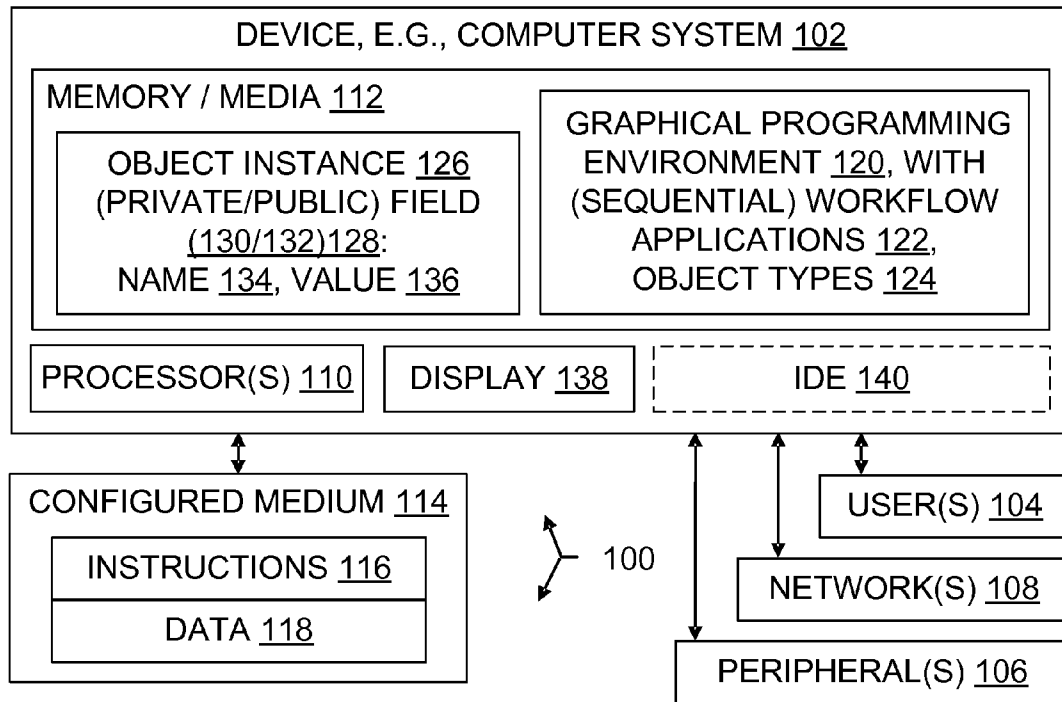 DEVICE, E.G., COMPUTER SYSTEM 102
MEMORY / MEDIA 112
OBJECT INSTANCE 126
(PRIVATE/PUBLIC) FIELD
(130/132)128:
NAME 134, VALUE 136
GRAPHICAL PROGRAMMING
ENVIRONMENT 120, WITH
(SEQUENTIAL) WORKFLOW
APPLICATIONS 122,
OBJECT TYPES 124
PROCESSOR(S) 110
DISPLAY 138
IDE 140
CONFIGURED MEDIUM 114
INSTRUCTIONS 116
DATA 118
100
USER(S) 104
NETWORK(S) 108
PERIPHERAL(S) 106